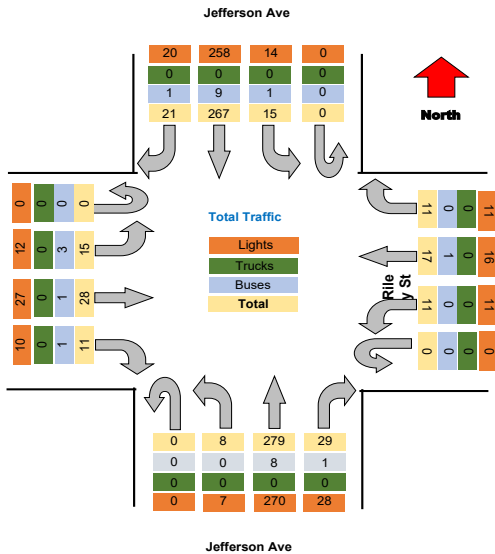 Jefferson Ave
20 258 14 0
0 0 0 0
1 9 1 0
21 267 15 0
North
0 0 0 0
12 0 3 15
27 0 1 28
10 0 1 11
Total Traffic
Lights
Trucks
Buses
Total
11 0 0 11
17 1 0 16
Rile
y St
11 0 0 11
0 0 0 0
0 8 279 29
0 0 8 1
0 0 0 0
0 7 270 28
Jefferson Ave